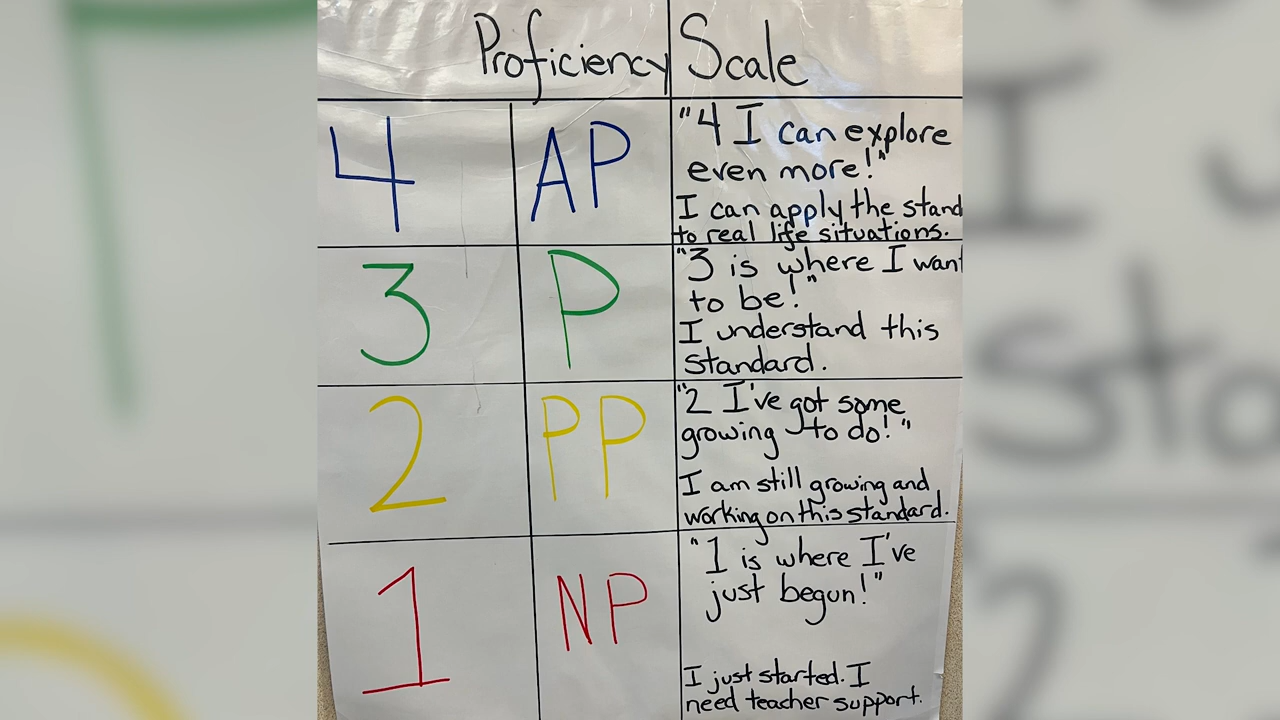 Proficiency Scale
4 AP
"4 I can explore
even more!"
I can apply the stand
to real life situations.
3 P
"3 is where I want
to be!"
I understand this
standard.
2 PP
"2 I've got some
growing to do!"
I am still growing and
working on this standard.
1 NP
"1 is where I've
just begun!"
I just started. I
need teacher support.